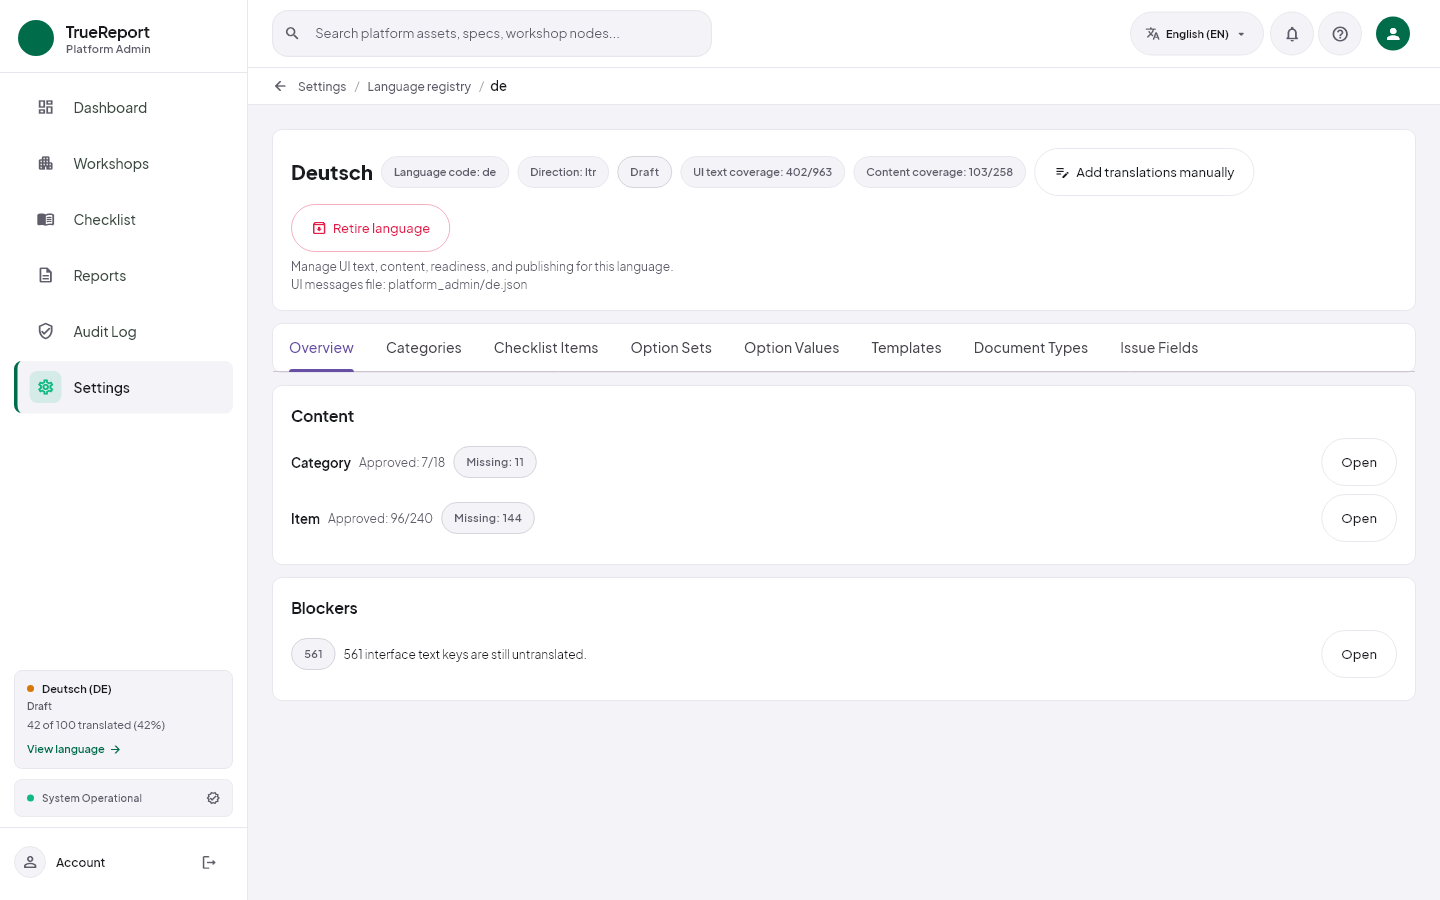 TrueReport
Platform Admin
Search platform assets, specs, workshop nodes...
English (EN)
Dashboard
Workshops
Checklist
Reports
Audit Log
Settings
Settings / Language registry / de
Deutsch
Language code: de
Direction: ltr
Draft
UI text coverage: 402/963
Content coverage: 103/258
Add translations manually
Retire language
Manage UI text, content, readiness, and publishing for this language.
UI messages file: platform_admin/de.json
Overview
Categories
Checklist Items
Option Sets
Option Values
Templates
Document Types
Issue Fields
Content
Category Approved: 7/18 Missing: 11 Open
Item Approved: 96/240 Missing: 144 Open
Blockers
561 561 interface text keys are still untranslated. Open
Deutsch (DE)
Draft
42 of 100 translated (42%)
View language
System Operational
Account